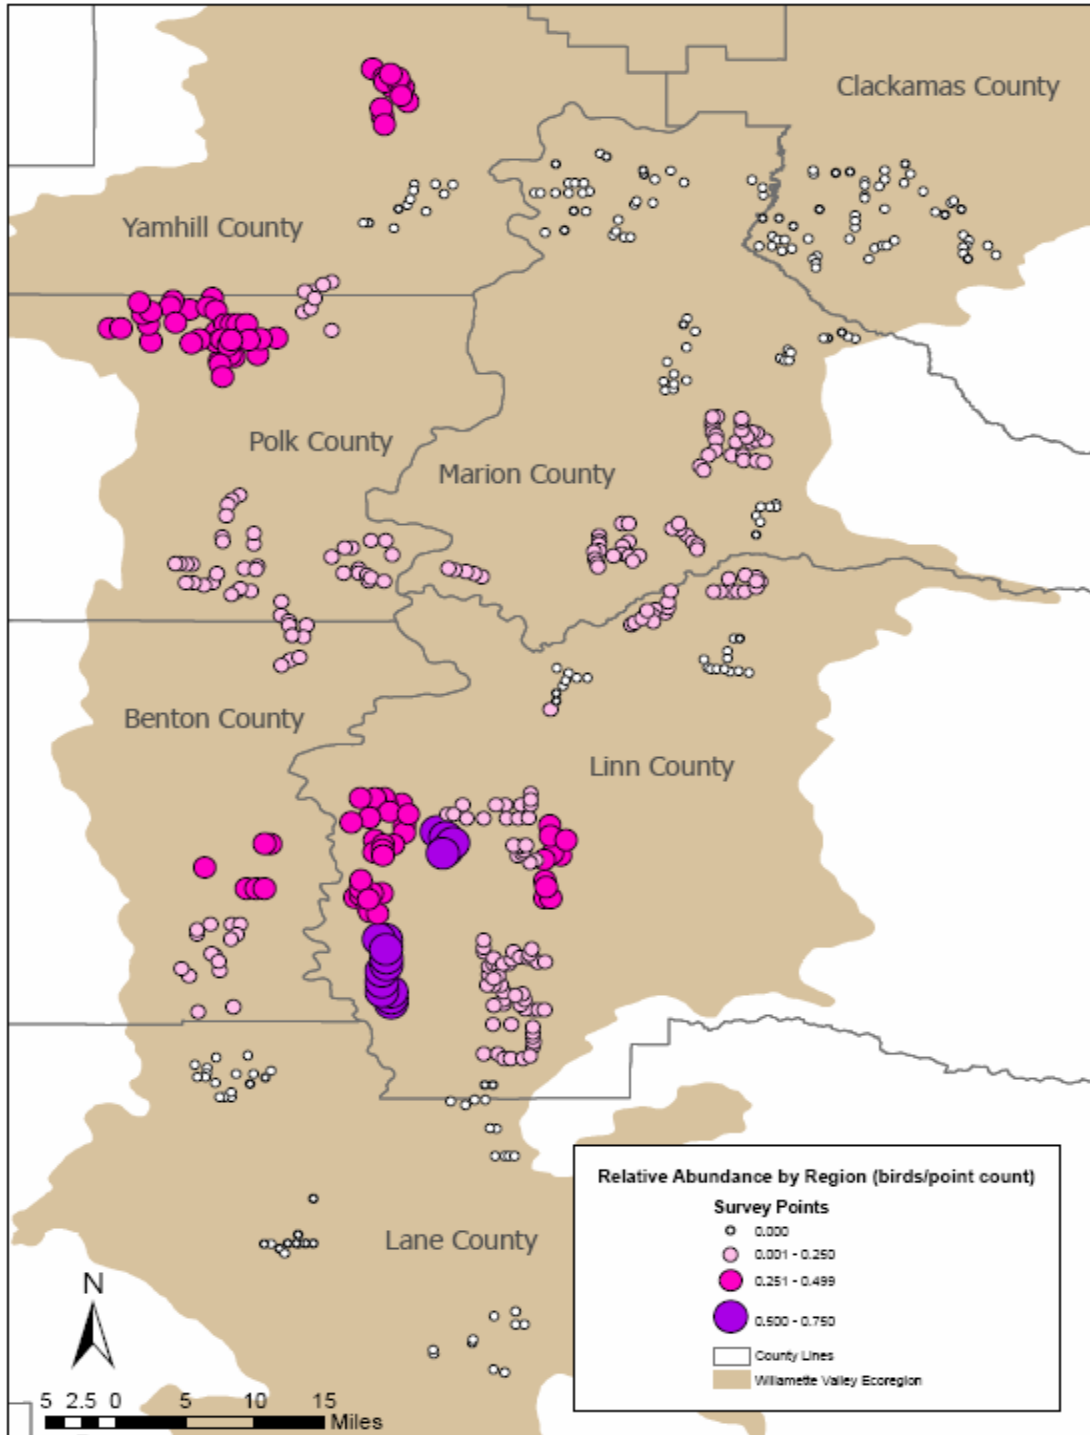 Clackamas County
Yamhill County
Polk County
Marion County
Benton County
Linn County
Lane County
Relative Abundance by Region (birds/point count)
Survey Points
0.000
0.001 - 0.250
0.251 - 0.499
0.500 - 0.750
County Lines
Willamette Valley Ecoregion
N
5 2.5 0 5 10 15
Miles